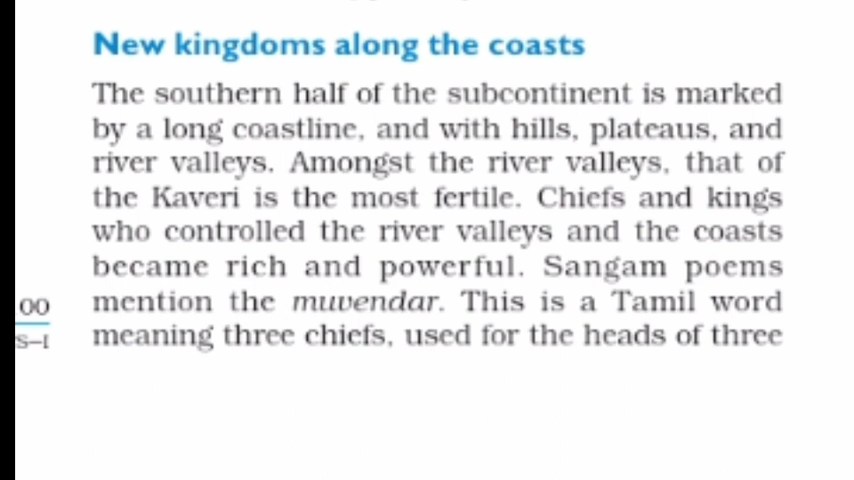 New kingdoms along the coasts
The southern half of the subcontinent is marked
by a long coastline, and with hills, plateaus, and
river valleys. Amongst the river valleys, that of
the Kaveri is the most fertile. Chiefs and kings
who controlled the river valleys and the coasts
became rich and powerful. Sangam poems
mention the muvendar. This is a Tamil word
meaning three chiefs, used for the heads of three
00
S–I